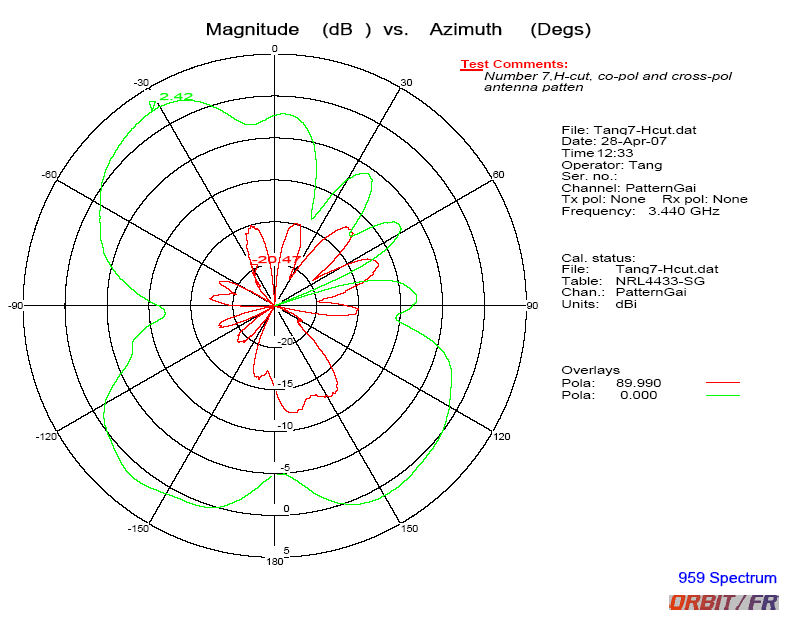 Magnitude (dB ) vs. Azimuth (Degs)
Test Comments:
Number 7.H-cut, co-pol and cross-pol
antenna patten
0
-30
30
2.42
-60
60
-20.47
-90
90
-20
-15
-10
-5
0
5
-120
120
-150
150
180
File: Tang7-Hcut.dat
Date: 28-Apr-07
Time 12:33
Operator: Tang
Ser. no.:
Channel: PatternGai
Tx pol: None Rx pol: None
Frequency: 3.440 GHz
Cal. status:
File: Tang7-Hcut.dat
Table: NRL4433-SG
Chan.: PatternGai
Units: dBi
Overlays
Pola: 89.990
Pola: 0.000
959 Spectrum
ORBIT/FR